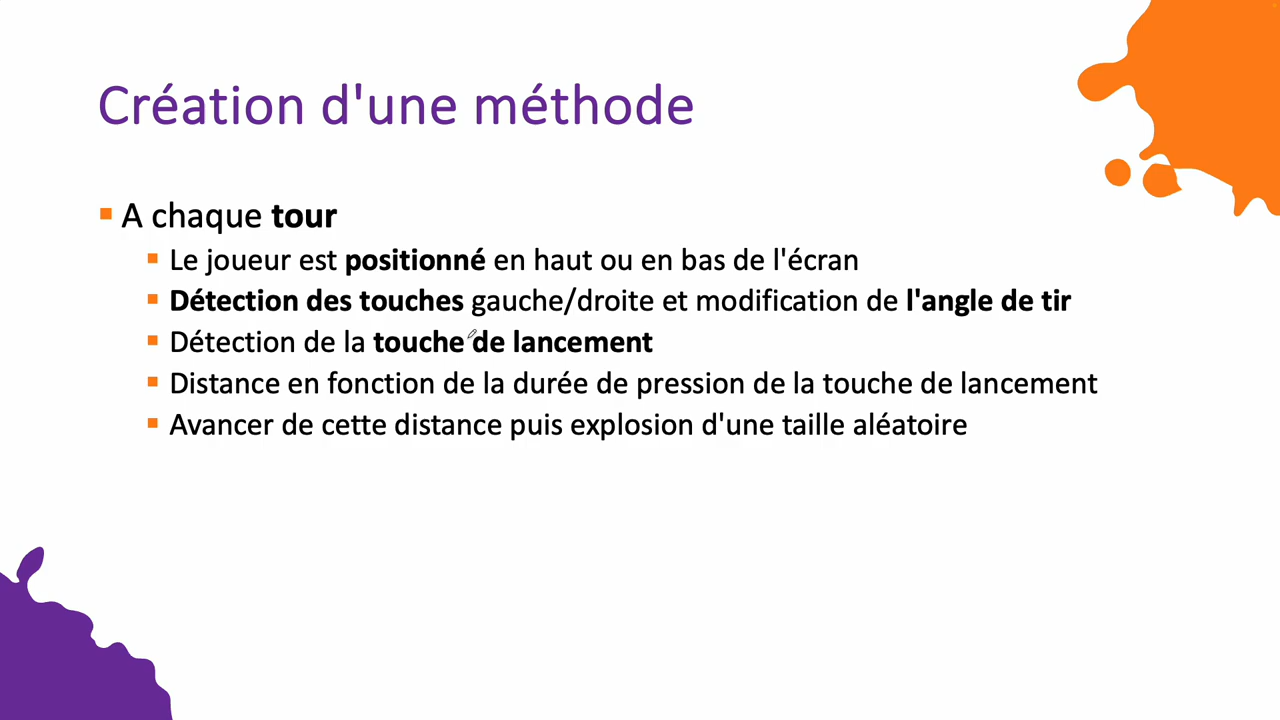 Création d'une méthode
A chaque tour
Le joueur est positionné en haut ou en bas de l'écran
Détection des touches gauche/droite et modification de l'angle de tir
Détection de la touche de lancement
Distance en fonction de la durée de pression de la touche de lancement
Avancer de cette distance puis explosion d'une taille aléatoire